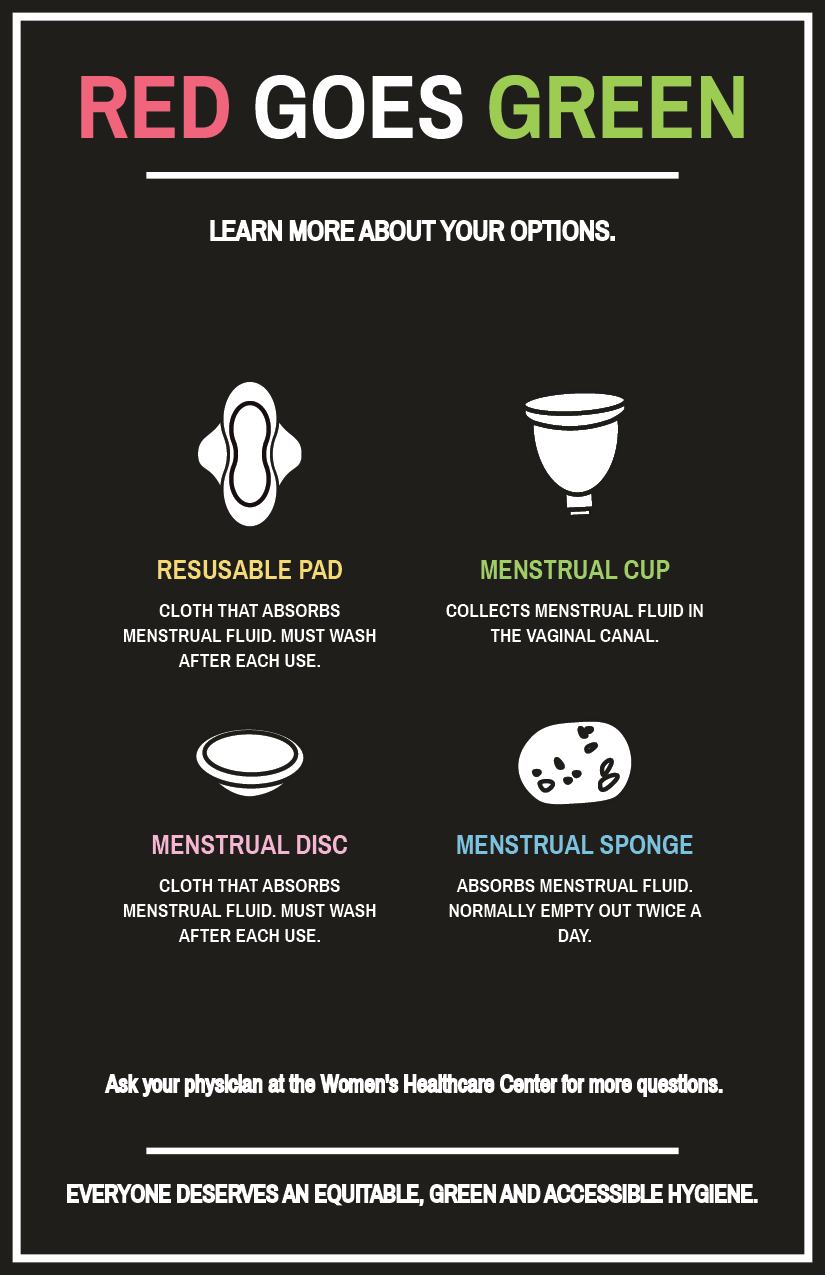 RED GOES GREEN
LEARN MORE ABOUT YOUR OPTIONS.
RESUSABLE PAD
CLOTH THAT ABSORBS
MENSTRUAL FLUID. MUST WASH
AFTER EACH USE.
MENSTRUAL CUP
COLLECTS MENSTRUAL FLUID IN
THE VAGINAL CANAL.
MENSTRUAL DISC
CLOTH THAT ABSORBS
MENSTRUAL FLUID. MUST WASH
AFTER EACH USE.
MENSTRUAL SPONGE
ABSORBS MENSTRUAL FLUID.
NORMALLY EMPTY OUT TWICE A
DAY.
Ask your physician at the Women's Healthcare Center for more questions.
EVERYONE DESERVES AN EQUITABLE, GREEN AND ACCESSIBLE HYGIENE.